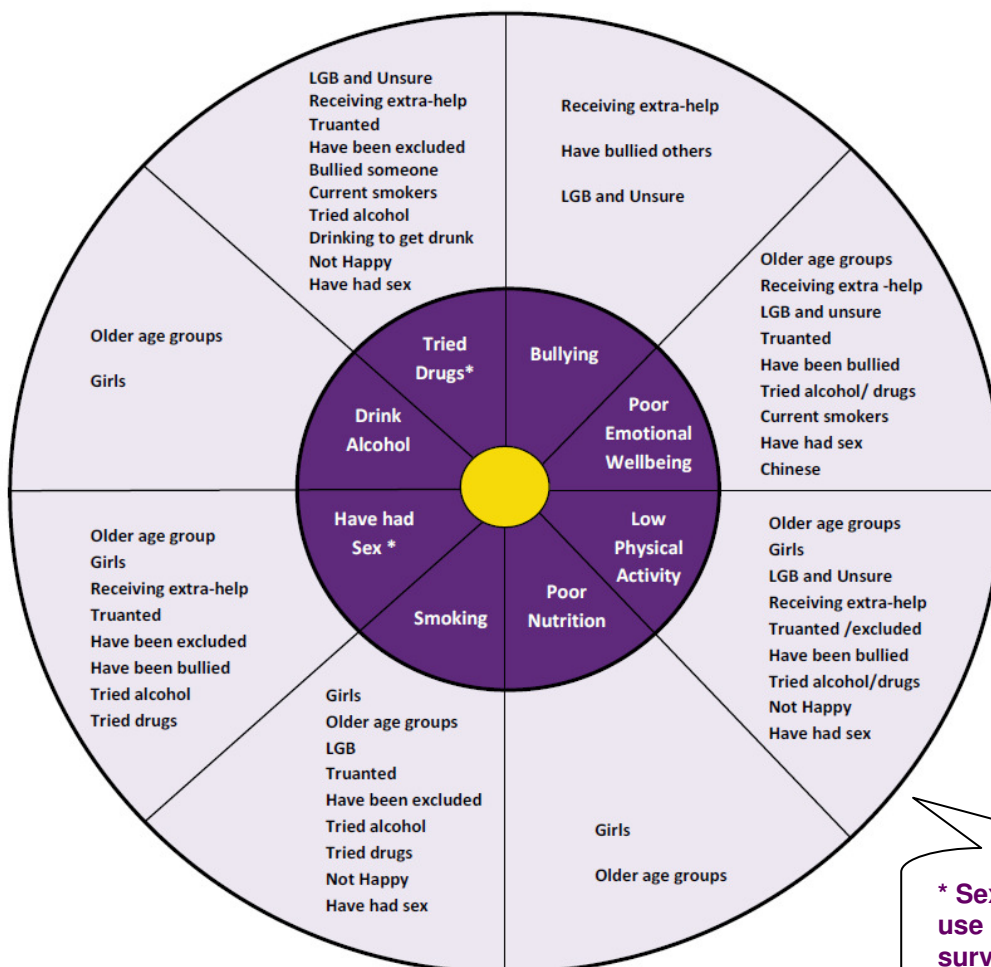 LGB and Unsure
Receiving extra-help
Truanted
Have been excluded
Bullied someone
Current smokers
Tried alcohol
Drinking to get drunk
Not Happy
Have had sex
Receiving extra-help
Have bullied others
LGB and Unsure
Older age groups
Receiving extra -help
LGB and unsure
Truanted
Have been bullied
Tried alcohol/ drugs
Current smokers
Have had sex
Chinese
Older age groups
Girls
Tried
Drugs*
Bullying
Drink
Alcohol
Poor
Emotional
Wellbeing
Have had
Sex *
Smoking
Poor
Nutrition
Low
Physical
Activity
Older age group
Girls
Receiving extra-help
Truanted
Have been excluded
Have been bullied
Tried alcohol
Tried drugs
Older age groups
Girls
LGB and Unsure
Receiving extra-help
Truanted /excluded
Have been bullied
Tried alcohol/drugs
Not Happy
Have had sex
Girls
Older age groups
LGB
Truanted
Have been excluded
Tried alcohol
Tried drugs
Not Happy
Have had sex
Girls
Older age groups
* Sex
use
surv